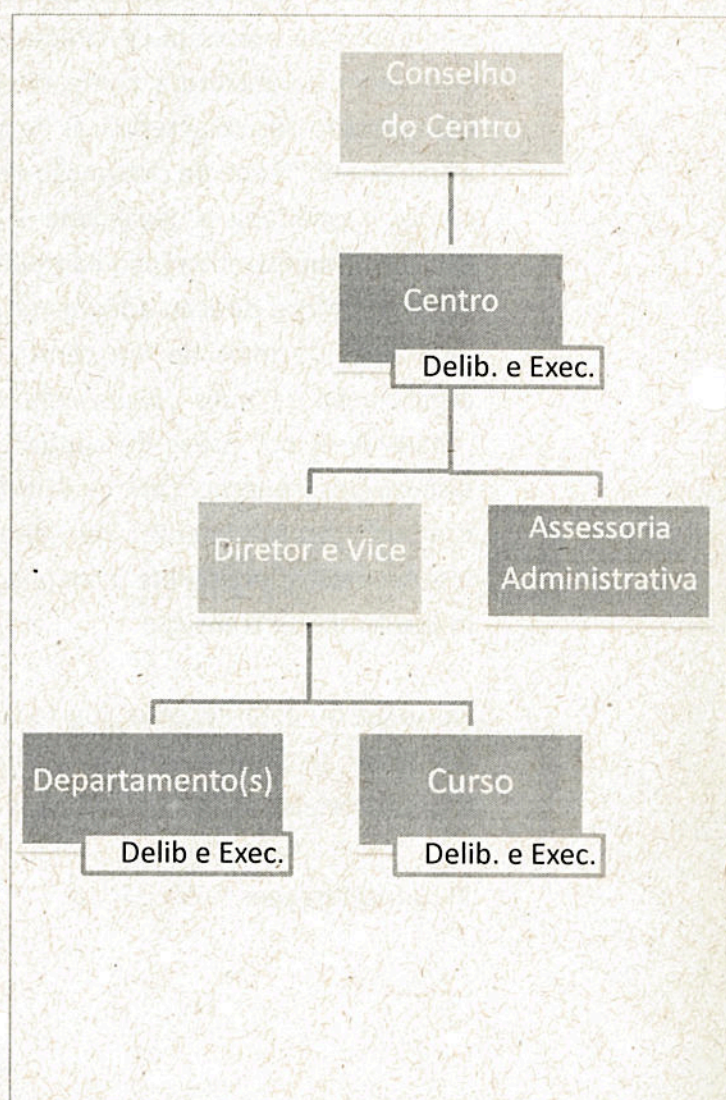 Conselho
do Centro
Centro
Delib. e Exec.
Diretor e Vice
Assessoria
Administrativa
Departamento(s)
Delib e Exec.
Curso
Delib. e Exec.